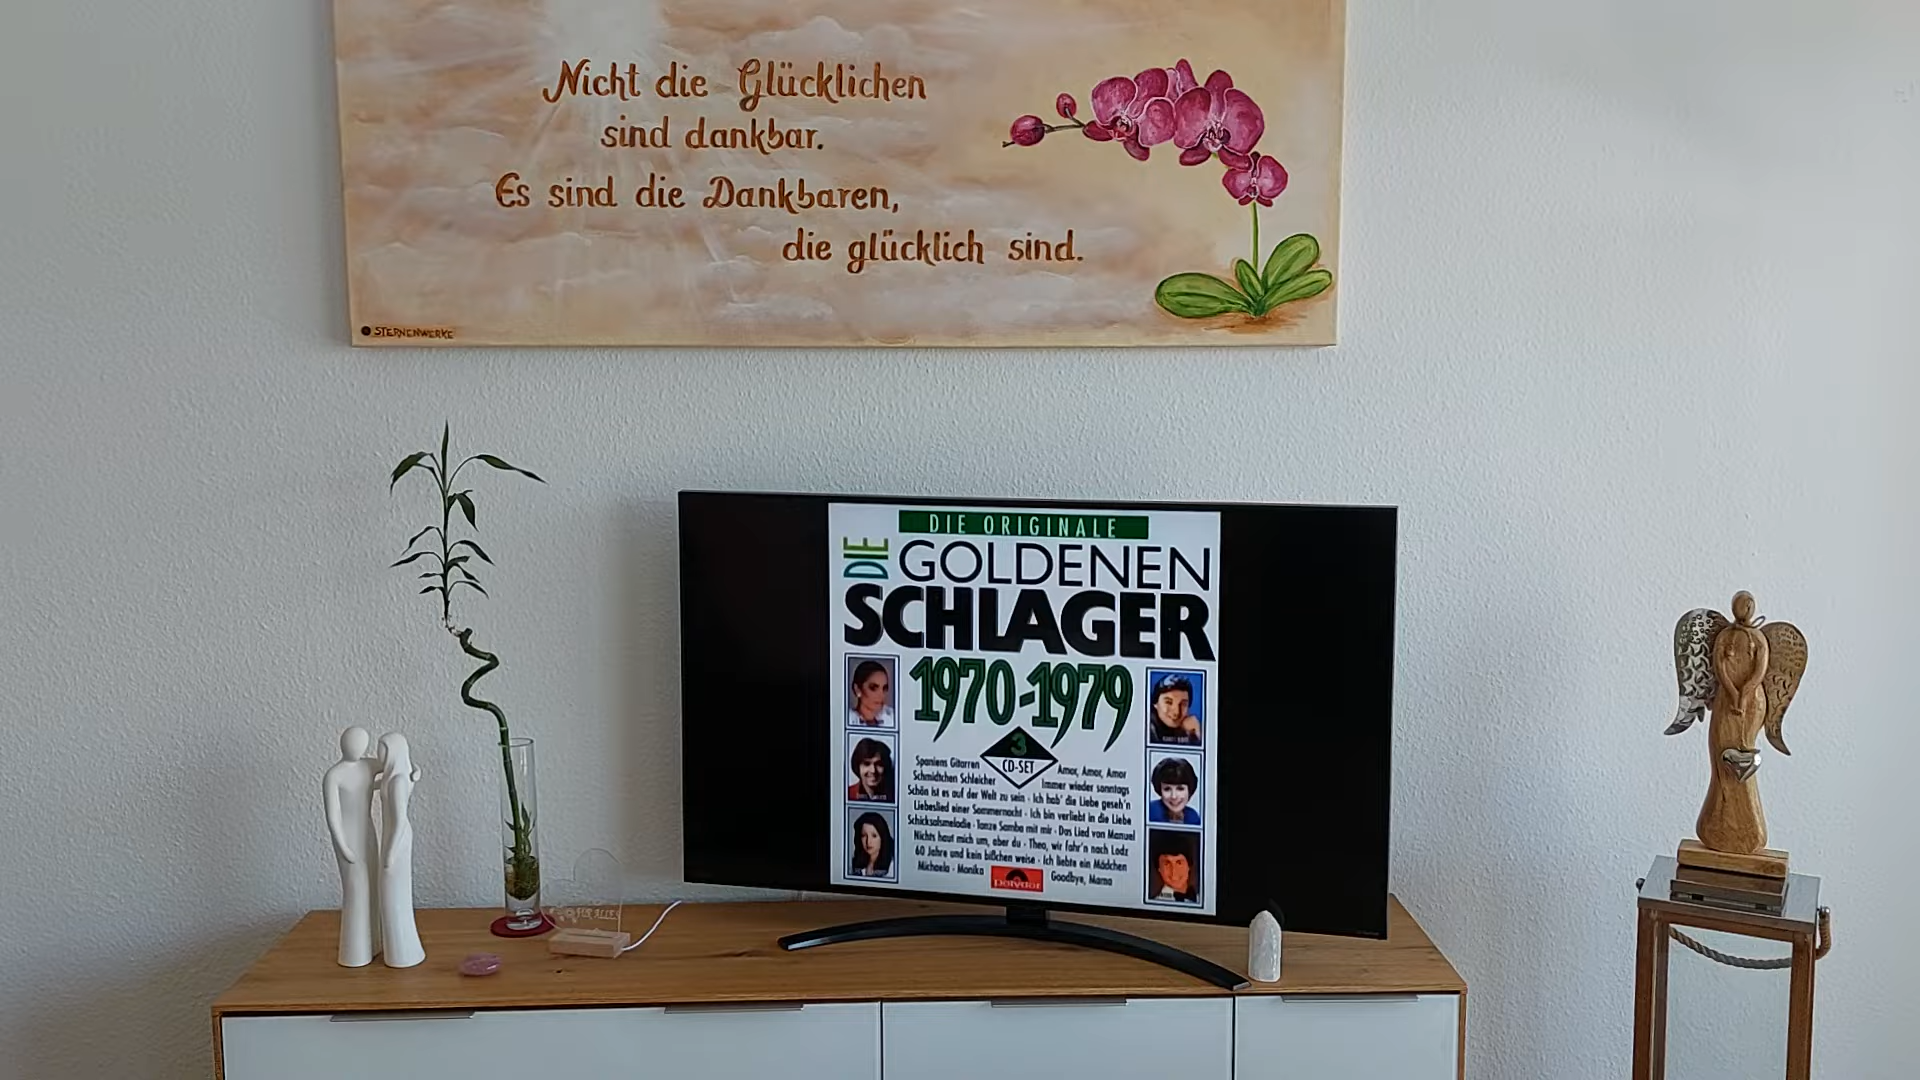 Nicht die Glücklichen
sind dankbar.
Es sind die Dankbaren,
die glücklich sind.
STERNENWERKE
DIE ORIGINALE
DIE GOLDENEN
SCHLAGER
1970-1979
3
CD-SET
Spaniens Gitarren
Amor, Amor, Amor
Schmidtchen Schleicher
Immer wieder sonntags
Schön ist es auf der Welt zu sein · Ich hab' die Liebe geseh'n
Liebeslied einer Sommernacht · Ich bin verliebt in die Liebe
Schicksalsmelodie · Tanze Samba mit mir · Das Lied von Manuel
Nichts haut mich um, aber du · Theo, wir fahr'n nach Lodz
60 Jahre und kein bißchen weise · Ich liebte ein Mädchen
Michaela · Monika
Goodbye, Mama
Polydor